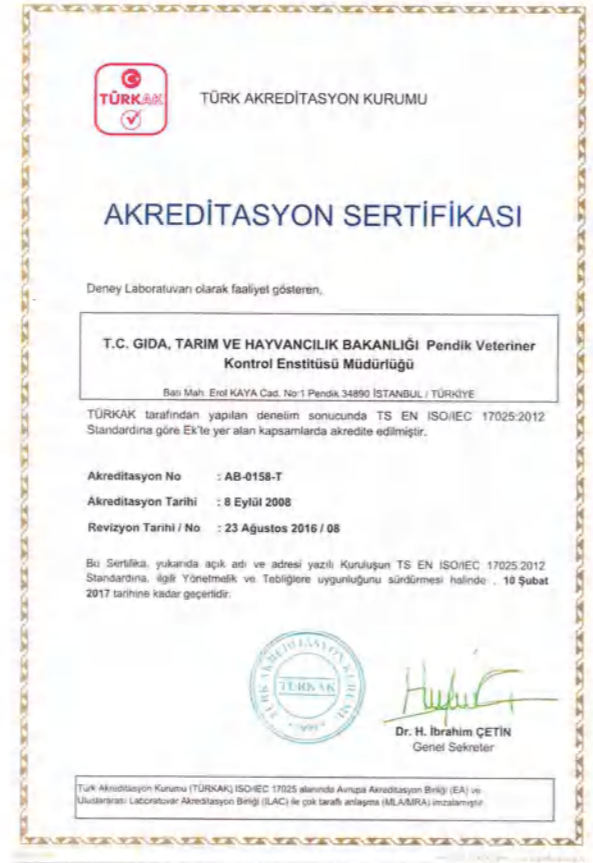 TÜRKAK
TÜRK AKREDİTASYON KURUMU
AKREDİTASYON SERTİFİKASI
Deney Laboratuvarı olarak faaliyet gösteren,
T.C. GIDA, TARIM VE HAYVANCILIK BAKANLIĞI Pendik Veteriner
Kontrol Enstitüsü Müdürlüğü
Batı Mah. Erol KAYA Cad. No:1 Pendik 34890 İSTANBUL / TÜRKİYE
TÜRKAK tarafından yapılan denetim sonucunda TS EN ISO/IEC 17025:2012
Standardına göre Ek'te yer alan kapsamlarda akredite edilmiştir.
Akreditasyon No : AB-0158-T
Akreditasyon Tarihi : 8 Eylül 2008
Revizyon Tarihi / No : 23 Ağustos 2016 / 08
Bu Sertifika, yukarıda açık adı ve adresi yazılı Kuruluşun TS EN ISO/IEC 17025:2012
Standardına, ilgili Yönetmelik ve Tebliğlere uygunluğunu sürdürmesi halinde , 10 Şubat
2017 tarihine kadar geçerlidir.
TÜRK AKREDİTASYON KURUMU
TÜRKAK
Dr. H. İbrahim ÇETİN
Genel Sekreter
Türk Akreditasyon Kurumu (TÜRKAK) ISO/IEC 17025 alanında Avrupa Akreditasyon Birliği (EA) ve
Uluslararası Laboratuvar Akreditasyon Birliği (ILAC) ile çok taraflı anlaşma (MLA/MRA) imzalamıştır.